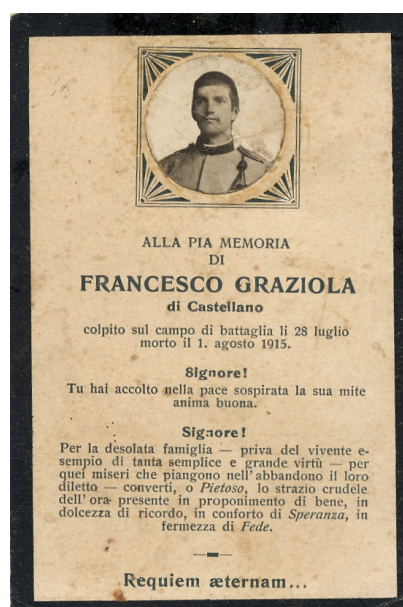 ALLA PIA MEMORIA
DI
FRANCESCO GRAZIOLA
di Castellano
colpito sul campo di battaglia li 28 luglio
morto il 1. agosto 1915.
Signore!
Tu hai accolto nella pace sospirata la sua mite
anima buona.
Signore!
Per la desolata famiglia — priva del vivente e-
sempio di tanta semplice e grande virtù — per
quei miseri che piangono nell'abbandono il loro
diletto — converti, o Pietoso, lo strazio crudele
dell'ora presente in proponimento di bene, in
dolcezza di ricordo, in conforto di Speranza, in
fermezza di Fede.
Requiem æternam...